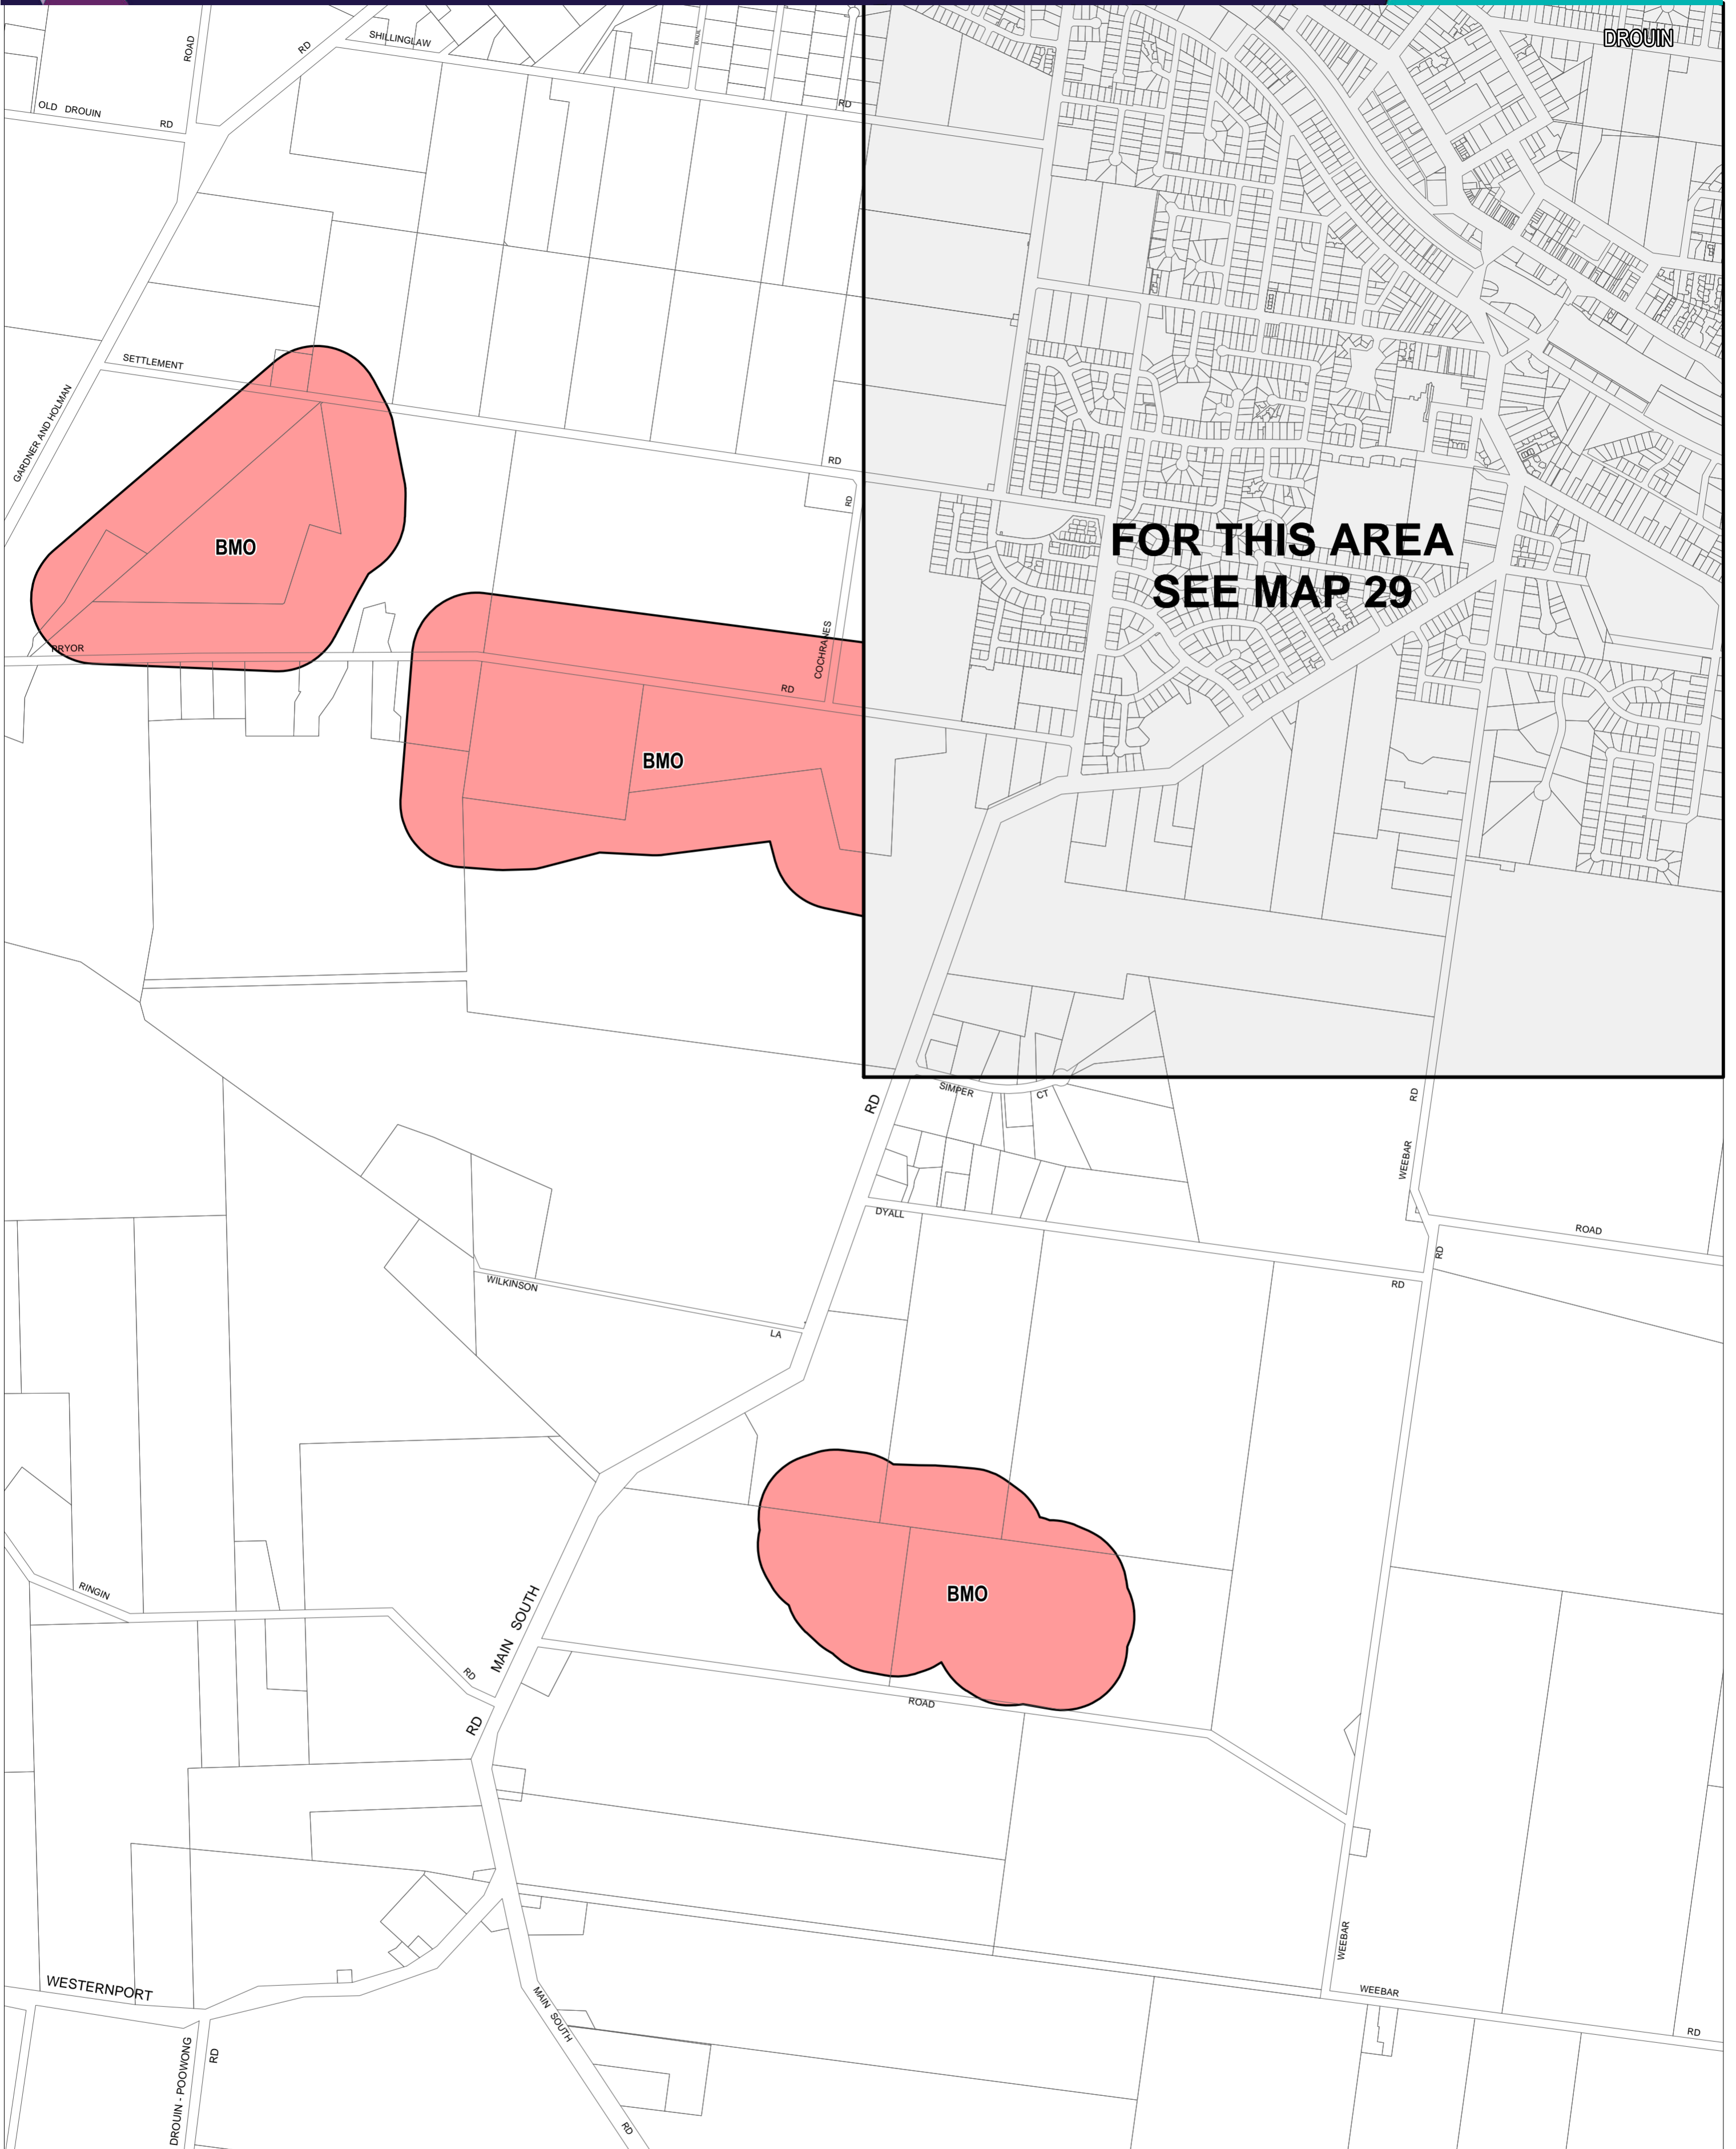 DROUIN
SHILLINGLAW
ROAD
RD
RD
OLD DROUIN
RD
SETTLEMENT
GARDNER AND HOLMAN
RD
RD
FOR THIS AREA
SEE MAP 29
BMO
PRYOR
COCHRANES
RD
BMO
SIMPER
CT
RD
RD
WEEBAR
DYALL
ROAD
RD
RD
WILKINSON
LA
BMO
RINGIN
RD
MAIN SOUTH
ROAD
RD
WEEBAR
WESTERNPORT
WEEBAR
MAIN SOUTH
RD
DROUIN - POOWONG
RD
RD